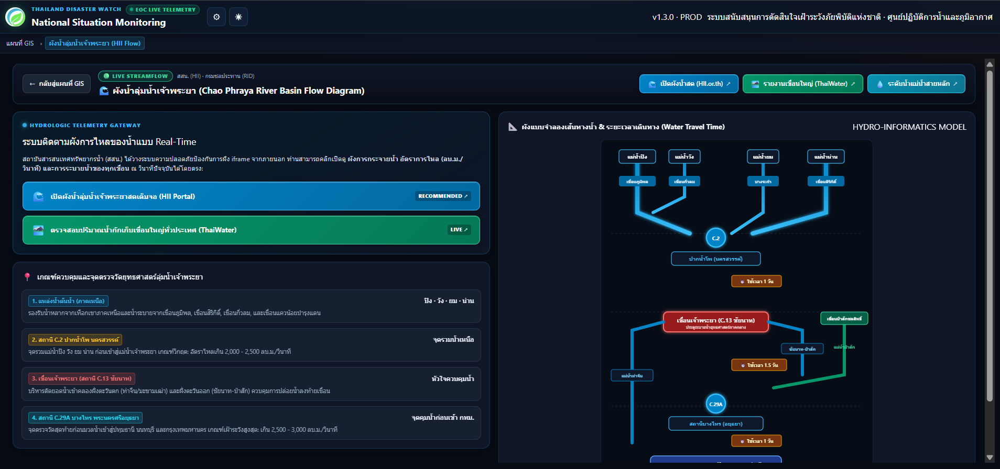 THAILAND DISASTER WATCH
EOC LIVE TELEMETRY
National Situation Monitoring
v1.3.0 · PROD ระบบสนับสนุนการตัดสินใจเฝ้าระวังภัยพิบัติแห่งชาติ · ศูนย์ปฏิบัติการน้ำและภูมิอากาศ
แผนที่ GIS › ผังน้ำลุ่มน้ำเจ้าพระยา (HII Flow)
← กลับสู่แผนที่ GIS
LIVE STREAMFLOW สสน. (HII) · กรมชลประทาน (RID)
ผังน้ำลุ่มน้ำเจ้าพระยา (Chao Phraya River Basin Flow Diagram)
เปิดผังน้ำสด (HII.or.th) ↗
รายงานเขื่อนใหญ่ (ThaiWater) ↗
ระดับน้ำแม่น้ำสายหลัก ↗
HYDROLOGIC TELEMETRY GATEWAY
ระบบติดตามผังการไหลของน้ำแบบ Real-Time
สถาบันสารสนเทศทรัพยากรน้ำ (สสน.) ได้วางระบบความปลอดภัยป้องกันการฝัง iframe จากภายนอก ท่านสามารถคลิกเปิดดู ผังการกระจายน้ำ อัตราการไหล (ลบ.ม./
วินาที) และการระบายน้ำของทุกเขื่อน ณ วินาทีปัจจุบันได้โดยตรง:
เปิดผังน้ำลุ่มน้ำเจ้าพระยาสดเต็มจอ (HII Portal)
RECOMMENDED ↗
ตรวจสอบปริมาณน้ำกักเก็บเขื่อนใหญ่ทั่วประเทศ (ThaiWater)
LIVE ↗
เกณฑ์ควบคุมและจุดตรวจวัดยุทธศาสตร์ลุ่มน้ำเจ้าพระยา
1. แหล่งน้ำต้นน้ำ (ภาคเหนือ)
ปิง · วัง · ยม · น่าน
รองรับน้ำหลากจากเทือกเขาภาคเหนือและน้ำระบายจากเขื่อนภูมิพล, เขื่อนสิริกิติ์, เขื่อนกิ่วลม, และเขื่อนแควน้อยบำรุงแดน
2. สถานี C.2 ปากน้ำโพ นครสวรรค์
จุดรวมน้ำเหนือ
จุดรวมแม่น้ำปิง วัง ยม น่าน ก่อนเข้าสู่แม่น้ำเจ้าพระยา เกณฑ์วิกฤต: อัตราไหลเกิน 2,000 - 2,500 ลบ.ม./วินาที
3. เขื่อนเจ้าพระยา (สถานี C.13 ชัยนาท)
หัวใจควบคุมน้ำ
บริหารตัดยอดน้ำเข้าคลองฝั่งตะวันตก (ท่าจีน/มะขามเฒ่า) และฝั่งตะวันออก (ชัยนาท-ป่าสัก) ควบคุมการปล่อยน้ำลงท้ายเขื่อน
4. สถานี C.29A บางไทร พระนครศรีอยุธยา
จุดคุมน้ำก่อนเข้า กทม.
จุดตรวจวัดสุดท้ายก่อนมวลน้ำเข้าสู่ปทุมธานี นนทบุรี และกรุงเทพมหานคร เกณฑ์เฝ้าระวังสูงสุด: เกิน 2,500 - 3,000 ลบ.ม./วินาที
ผังแบบจำลองเส้นทางน้ำ & ระยะเวลาเดินทาง (Water Travel Time)
HYDRO-INFORMATICS MODEL
แม่น้ำปิง
แม่น้ำวัง
แม่น้ำยม
แม่น้ำน่าน
เขื่อนภูมิพล
เขื่อนกิ่วลม
บางระกำ
เขื่อนสิริกิติ์
C.2
ปากน้ำโพ (นครสวรรค์)
ใช้เวลา 1 วัน
เขื่อนเจ้าพระยา (C.13 ชัยนาท)
ประตูระบายน้ำยุทธศาสตร์ภาคกลาง
เขื่อนป่าสักชลสิทธิ์
ชัยนาท-ป่าสัก
แม่น้ำป่าสัก
ใช้เวลา 1.5 วัน
แม่น้ำท่าจีน
C.29A
สถานีบางไทร (อยุธยา)
ใช้เวลา 1 วัน